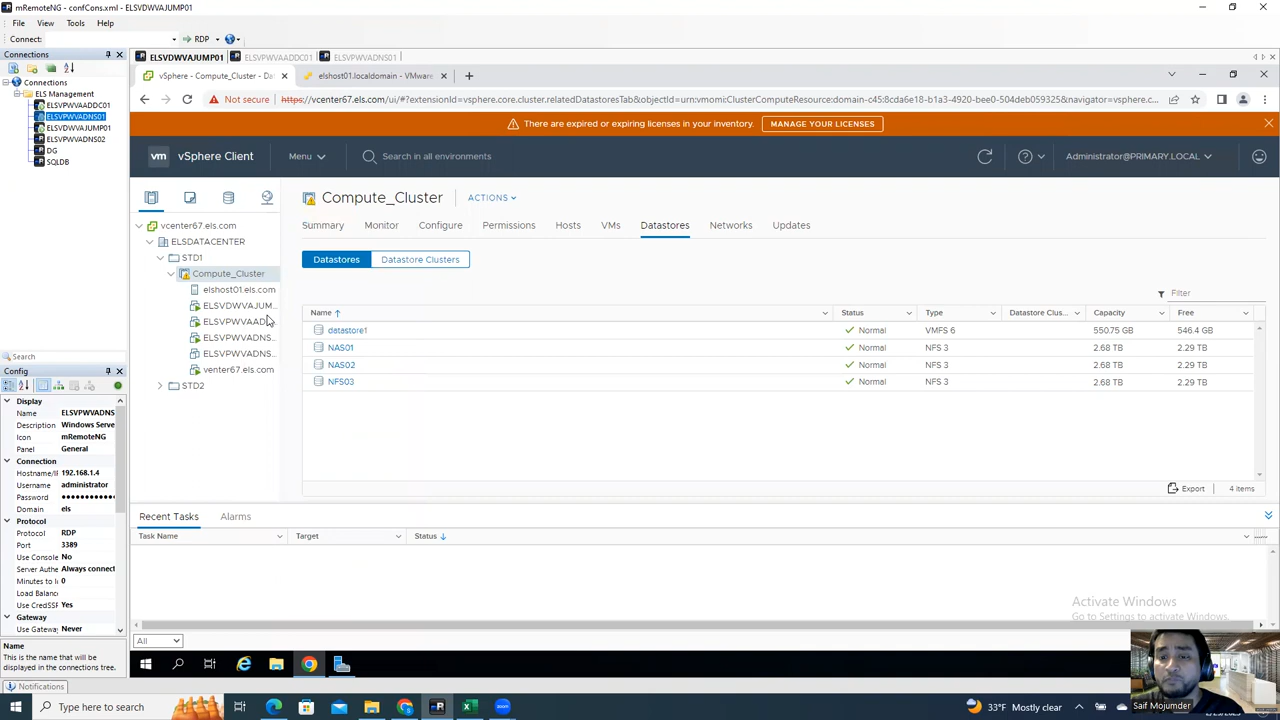 mRemoteNG - confCons.xml - ELSVDWVAJUMP01
File View Tools Help
Connect: RDP
Connections
ELSVDWVAJUMP01 ELSVPWVAADDC01 ELSVPWVADNS01
vSphere - Compute_Cluster - Da elshost01.localdomain - VMware
Connections
ELS Management
ELSVPWVAADDC01
ELSVPWVADNS01
ELSVDWVAJUMP01
ELSVPWVADNS02
DG
SQLDB
Not secure https://vcenter67.els.com/ui/#?extensionId=vsphere.core.cluster.relatedDatastoresTab&objectId=urn:vmomi:ClusterComputeResource:domain-c45:8cda6e18-b1a3-4920-bee0-504deb059325&navigator=vsphere.c...
There are expired or expiring licenses in your inventory. MANAGE YOUR LICENSES
vm vSphere Client Menu Search in all environments Administrator@PRIMARY.LOCAL
vcenter67.els.com
ELSDATACENTER
STD1
Compute_Cluster
elshost01.els.com
ELSVDWVAJUM...
ELSVPWVAAD
ELSVPWVADNS...
ELSVPWVADNS...
venter67.els.com
STD2
Compute_Cluster ACTIONS
Summary Monitor Configure Permissions Hosts VMs Datastores Networks Updates
Datastores Datastore Clusters
Filter
Name Status Type Datastore Clus... Capacity Free
datastore1 Normal VMFS 6 550.75 GB 546.4 GB
NAS01 Normal NFS 3 2.68 TB 2.29 TB
NAS02 Normal NFS 3 2.68 TB 2.29 TB
NFS03 Normal NFS 3 2.68 TB 2.29 TB
Export 4 items
Search
Config
Display
Name ELSVPWVADNS
Description Windows Serve
Icon mRemoteNG
Panel General
Connection
Hostname/IP 192.168.1.4
Username administrator
Password ••••••••••
Domain els
Protocol
Protocol RDP
Port 3389
Use Console No
Server Authe Always connect
Minutes to I 0
Load Balanc
Use CredSSP Yes
Gateway
Use Gatewa Never
Name
This is the name that will be
displayed in the connections tree.
Notifications
Recent Tasks Alarms
Task Name Target Status
All
Activate Windows
Go to Settings to activate Windows.
Saif Mojumder
Type here to search
33°F Mostly clear